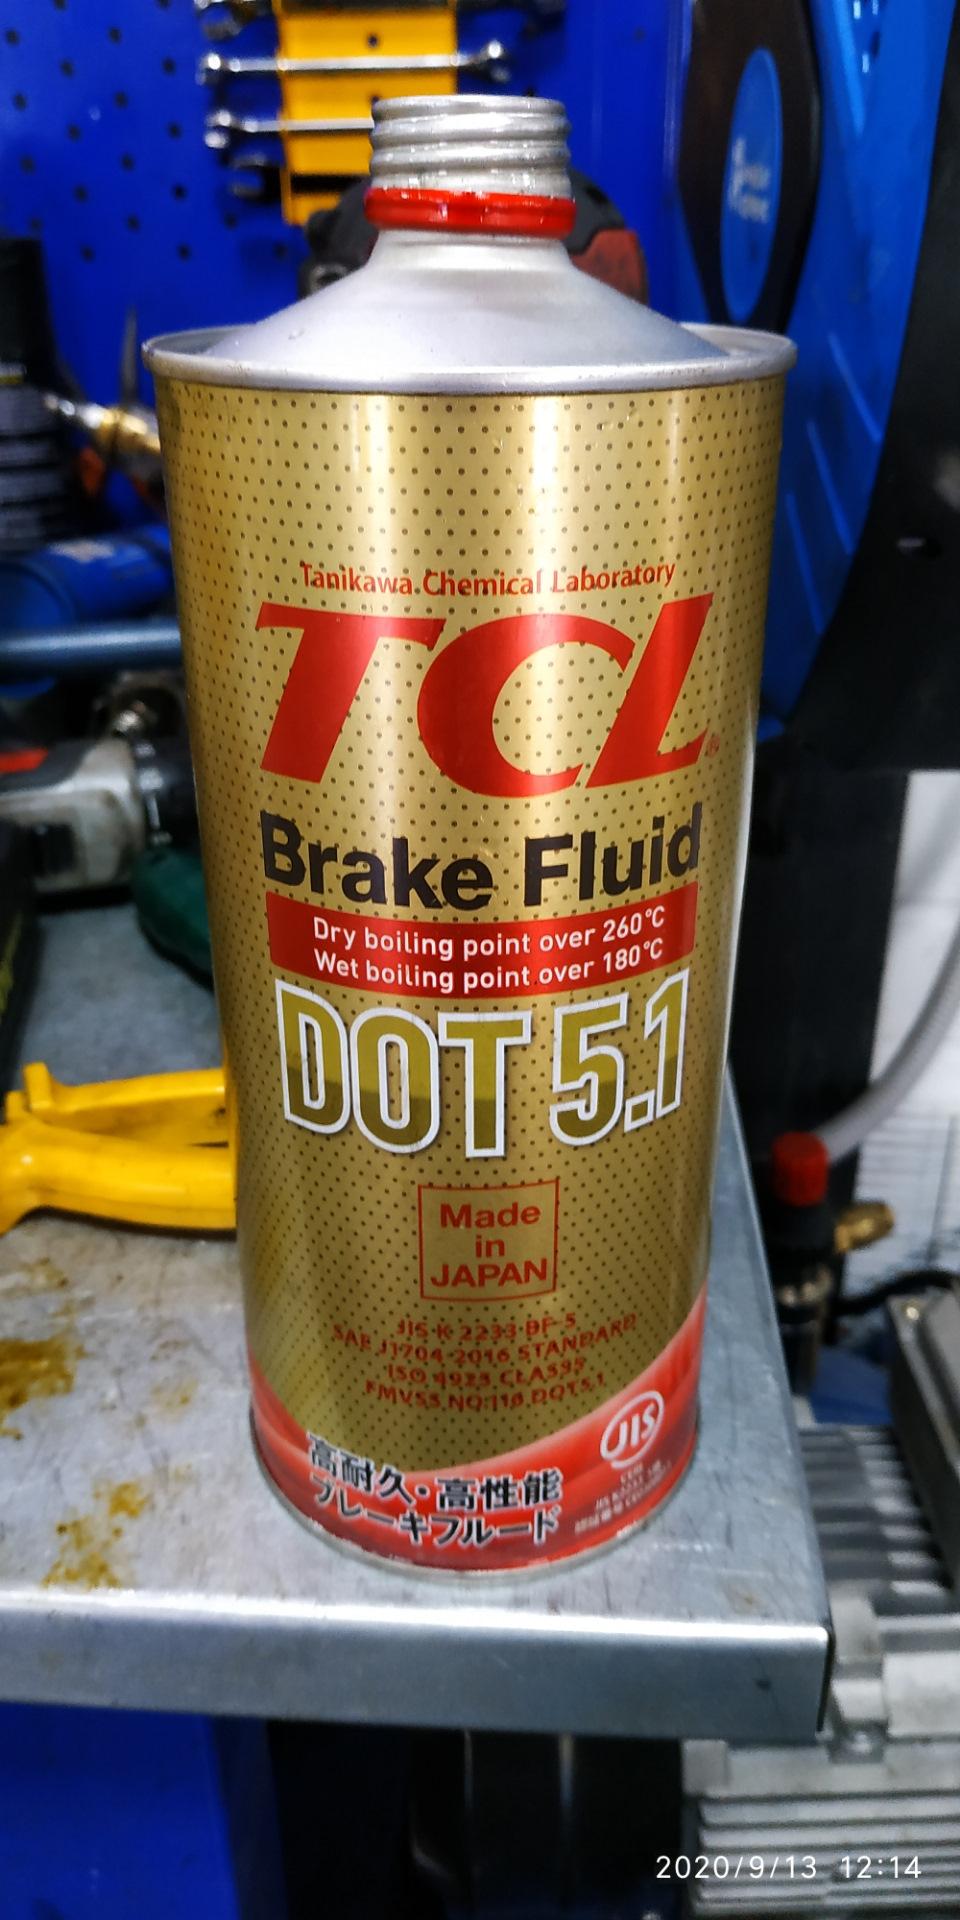 Tanikawa Chemical Laboratory
TCL®
Brake Fluid
Dry boiling point over 260℃
Wet boiling point over 180℃
DOT 5.1
Made
in
JAPAN
JIS K 2233 BF-5
SAE J1704 2016 STANDARD
ISO 4925 CLASS5
FMVSS NO.116 DOT5.1
JIS
高耐久・高性能
ブレーキフルード
2020/9/13 12:14